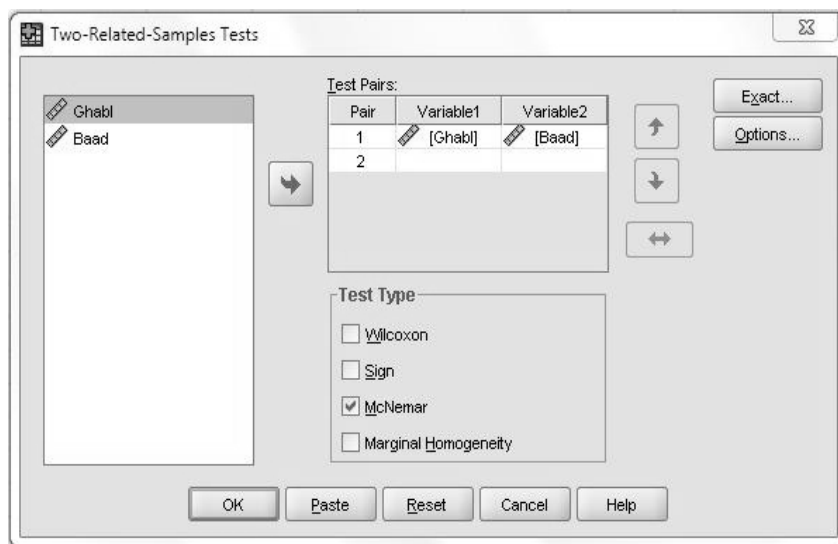 Two-Related-Samples Tests
Ghabl
Baad
Test Pairs:
Pair Variable1 Variable2
1 [Ghabl] [Baad]
2
Exact...
Options...
Test Type
Wilcoxon
Sign
McNemar
Marginal Homogeneity
OK Paste Reset Cancel Help